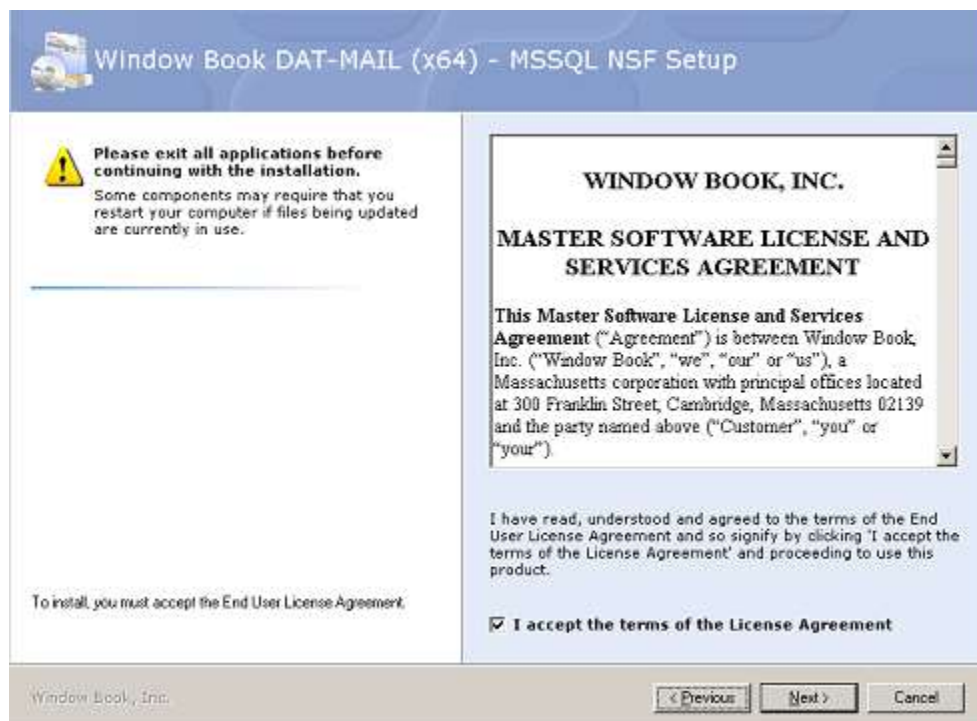 Window Book DAT-MAIL (x64) - MSSQL NSF Setup
Please exit all applications before
continuing with the installation.
Some components may require that you
restart your computer if files being updated
are currently in use.
To install, you must accept the End User License Agreement.
WINDOW BOOK, INC.
MASTER SOFTWARE LICENSE AND
SERVICES AGREEMENT
This Master Software License and Services
Agreement (“Agreement”) is between Window Book,
Inc. (“Window Book”, “we”, “our” or “us”), a
Massachusetts corporation with principal offices located
at 300 Franklin Street, Cambridge, Massachusetts 02139
and the party named above (“Customer”, “you” or
“your”).
I have read, understood and agreed to the terms of the End
User License Agreement and so signify by clicking 'I accept the
terms of the License Agreement' and proceeding to use this
product.
I accept the terms of the License Agreement
Window Book, Inc.
< Previous
Next >
Cancel